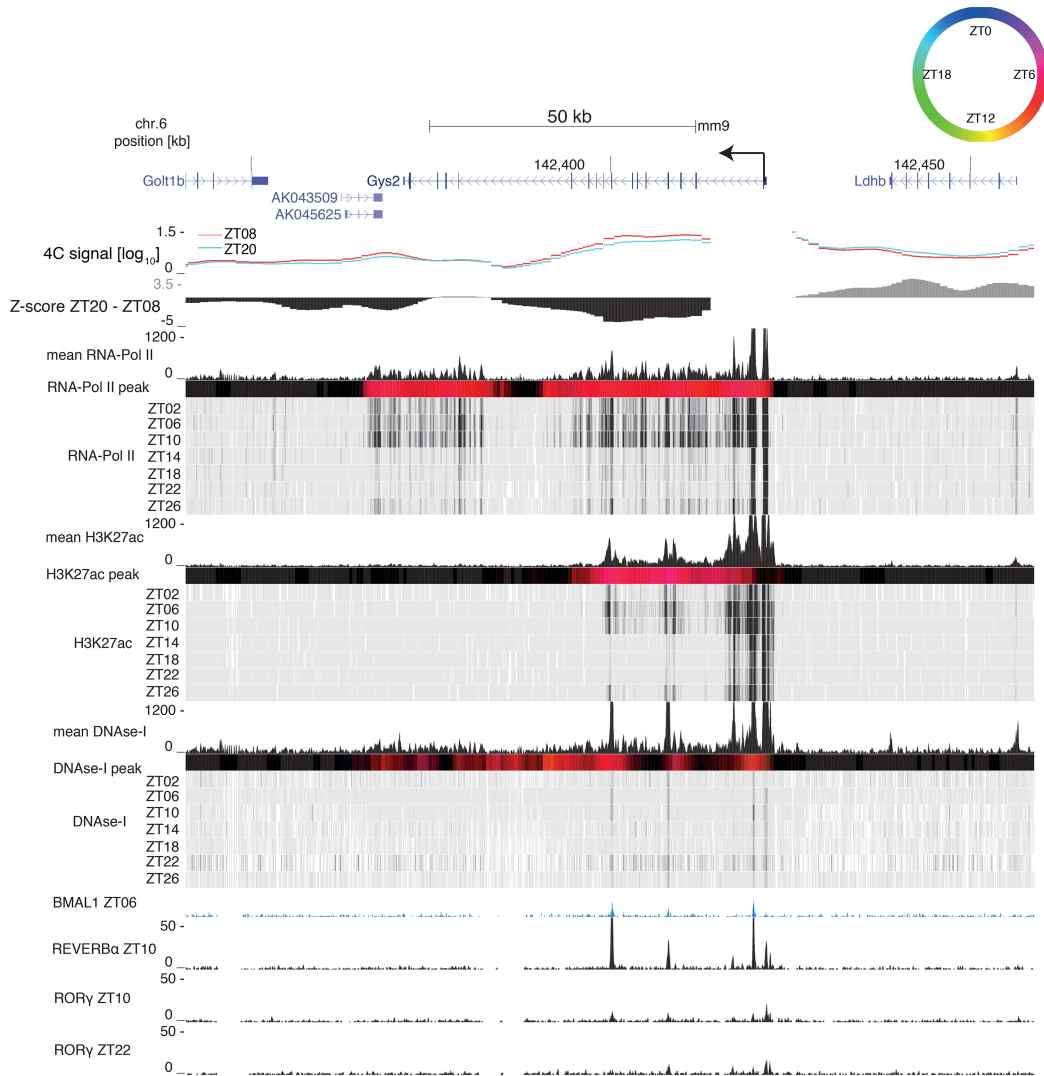 ZT0
ZT18
ZT6
ZT12
50 kb
mm9
chr.6
position [kb]
142,400
142,450
Golt1b
Gys2
Ldhb
AK043509
AK045625
1.5
ZT08
ZT20
4C signal [log10]
0
3.5
Z-score ZT20 - ZT08
-5
1200
mean RNA-Pol II
0
RNA-Pol II peak
ZT02
ZT06
ZT10
RNA-Pol II
ZT14
ZT18
ZT22
ZT26
1200
mean H3K27ac
0
H3K27ac peak
ZT02
ZT06
ZT10
H3K27ac
ZT14
ZT18
ZT22
ZT26
1200
mean DNAse-I
0
DNAse-I peak
ZT02
ZT06
ZT10
DNAse-I
ZT14
ZT18
ZT22
ZT26
BMAL1 ZT06
50
REVERBα ZT10
0
50
RORγ ZT10
0
50
RORγ ZT22
0